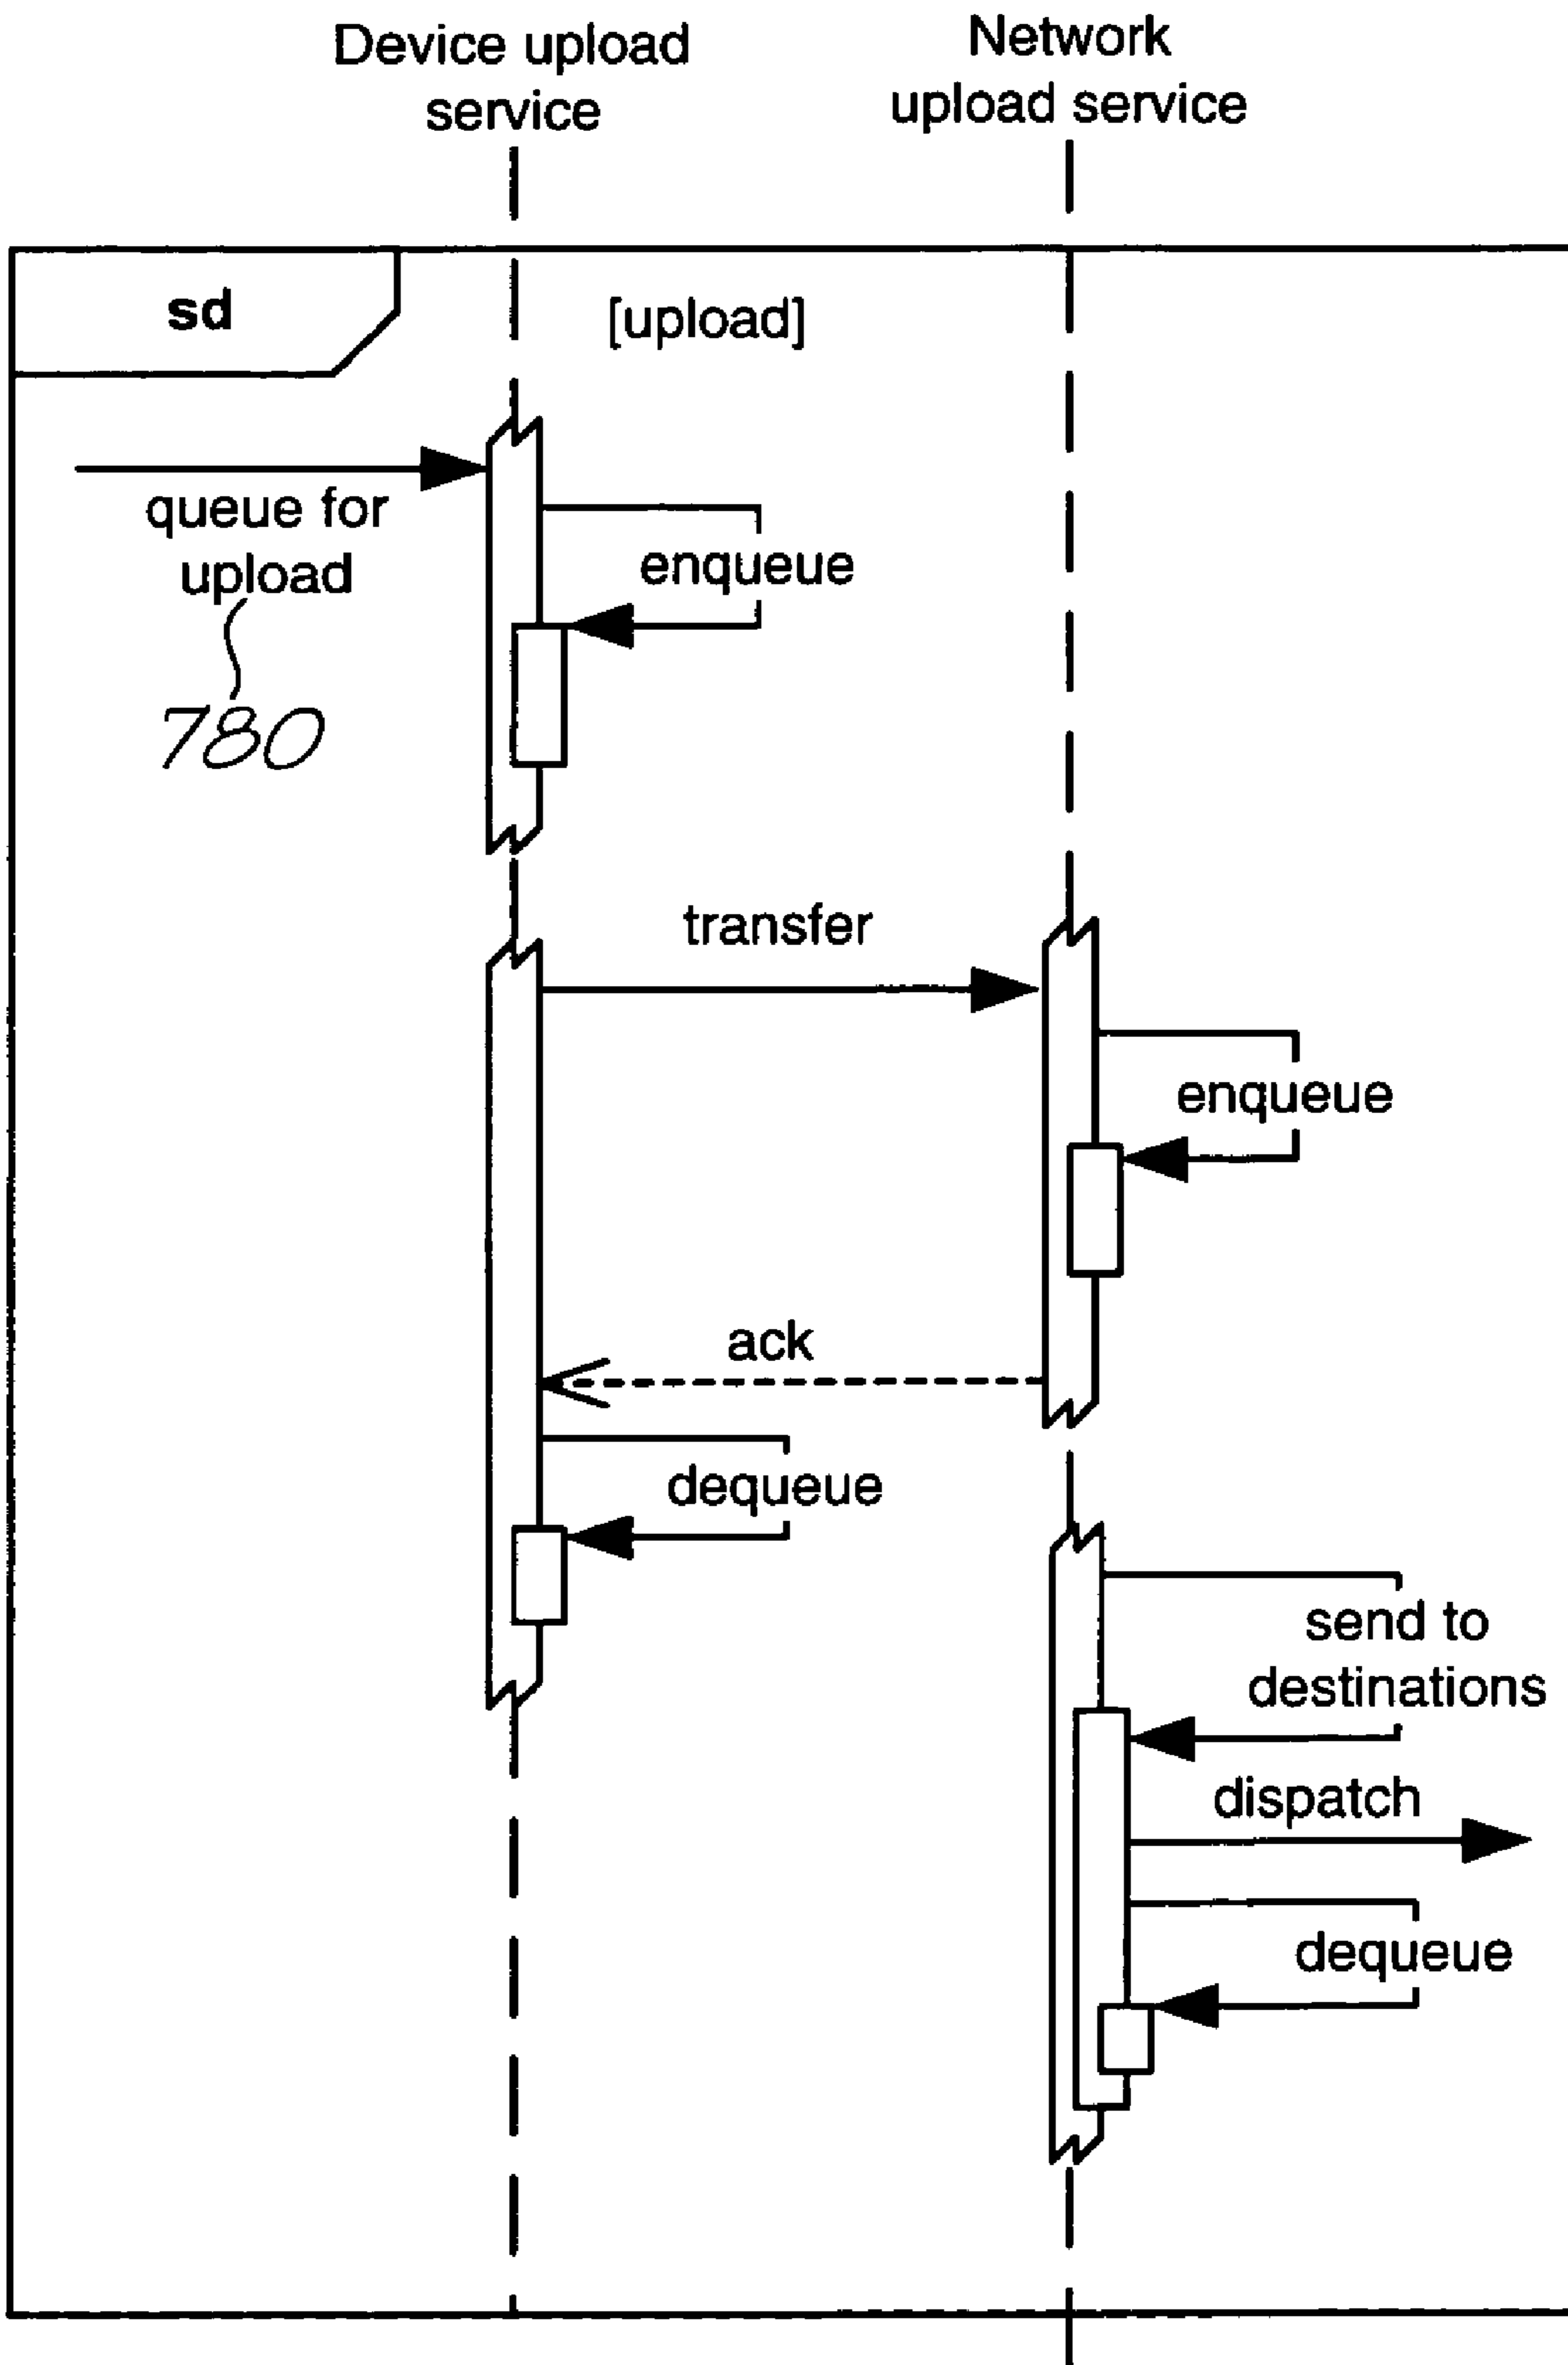 Device upload
service
Network
upload service
sd
[upload]
queue for
upload
780
enqueue
transfer
enqueue
ack
dequeue
send to
destinations
dispatch
dequeue